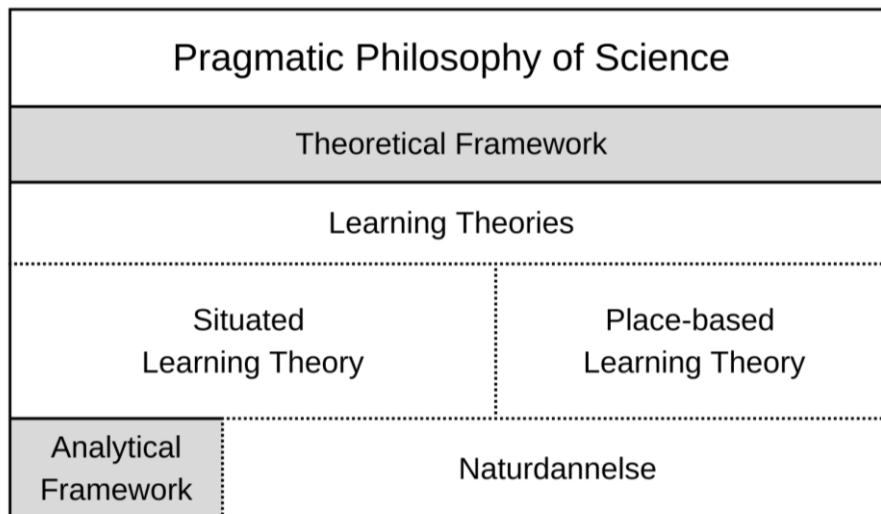 Pragmatic Philosophy of Science
Theoretical Framework
Learning Theories
Situated
Learning Theory
Place-based
Learning Theory
Analytical
Framework
Naturdannelse